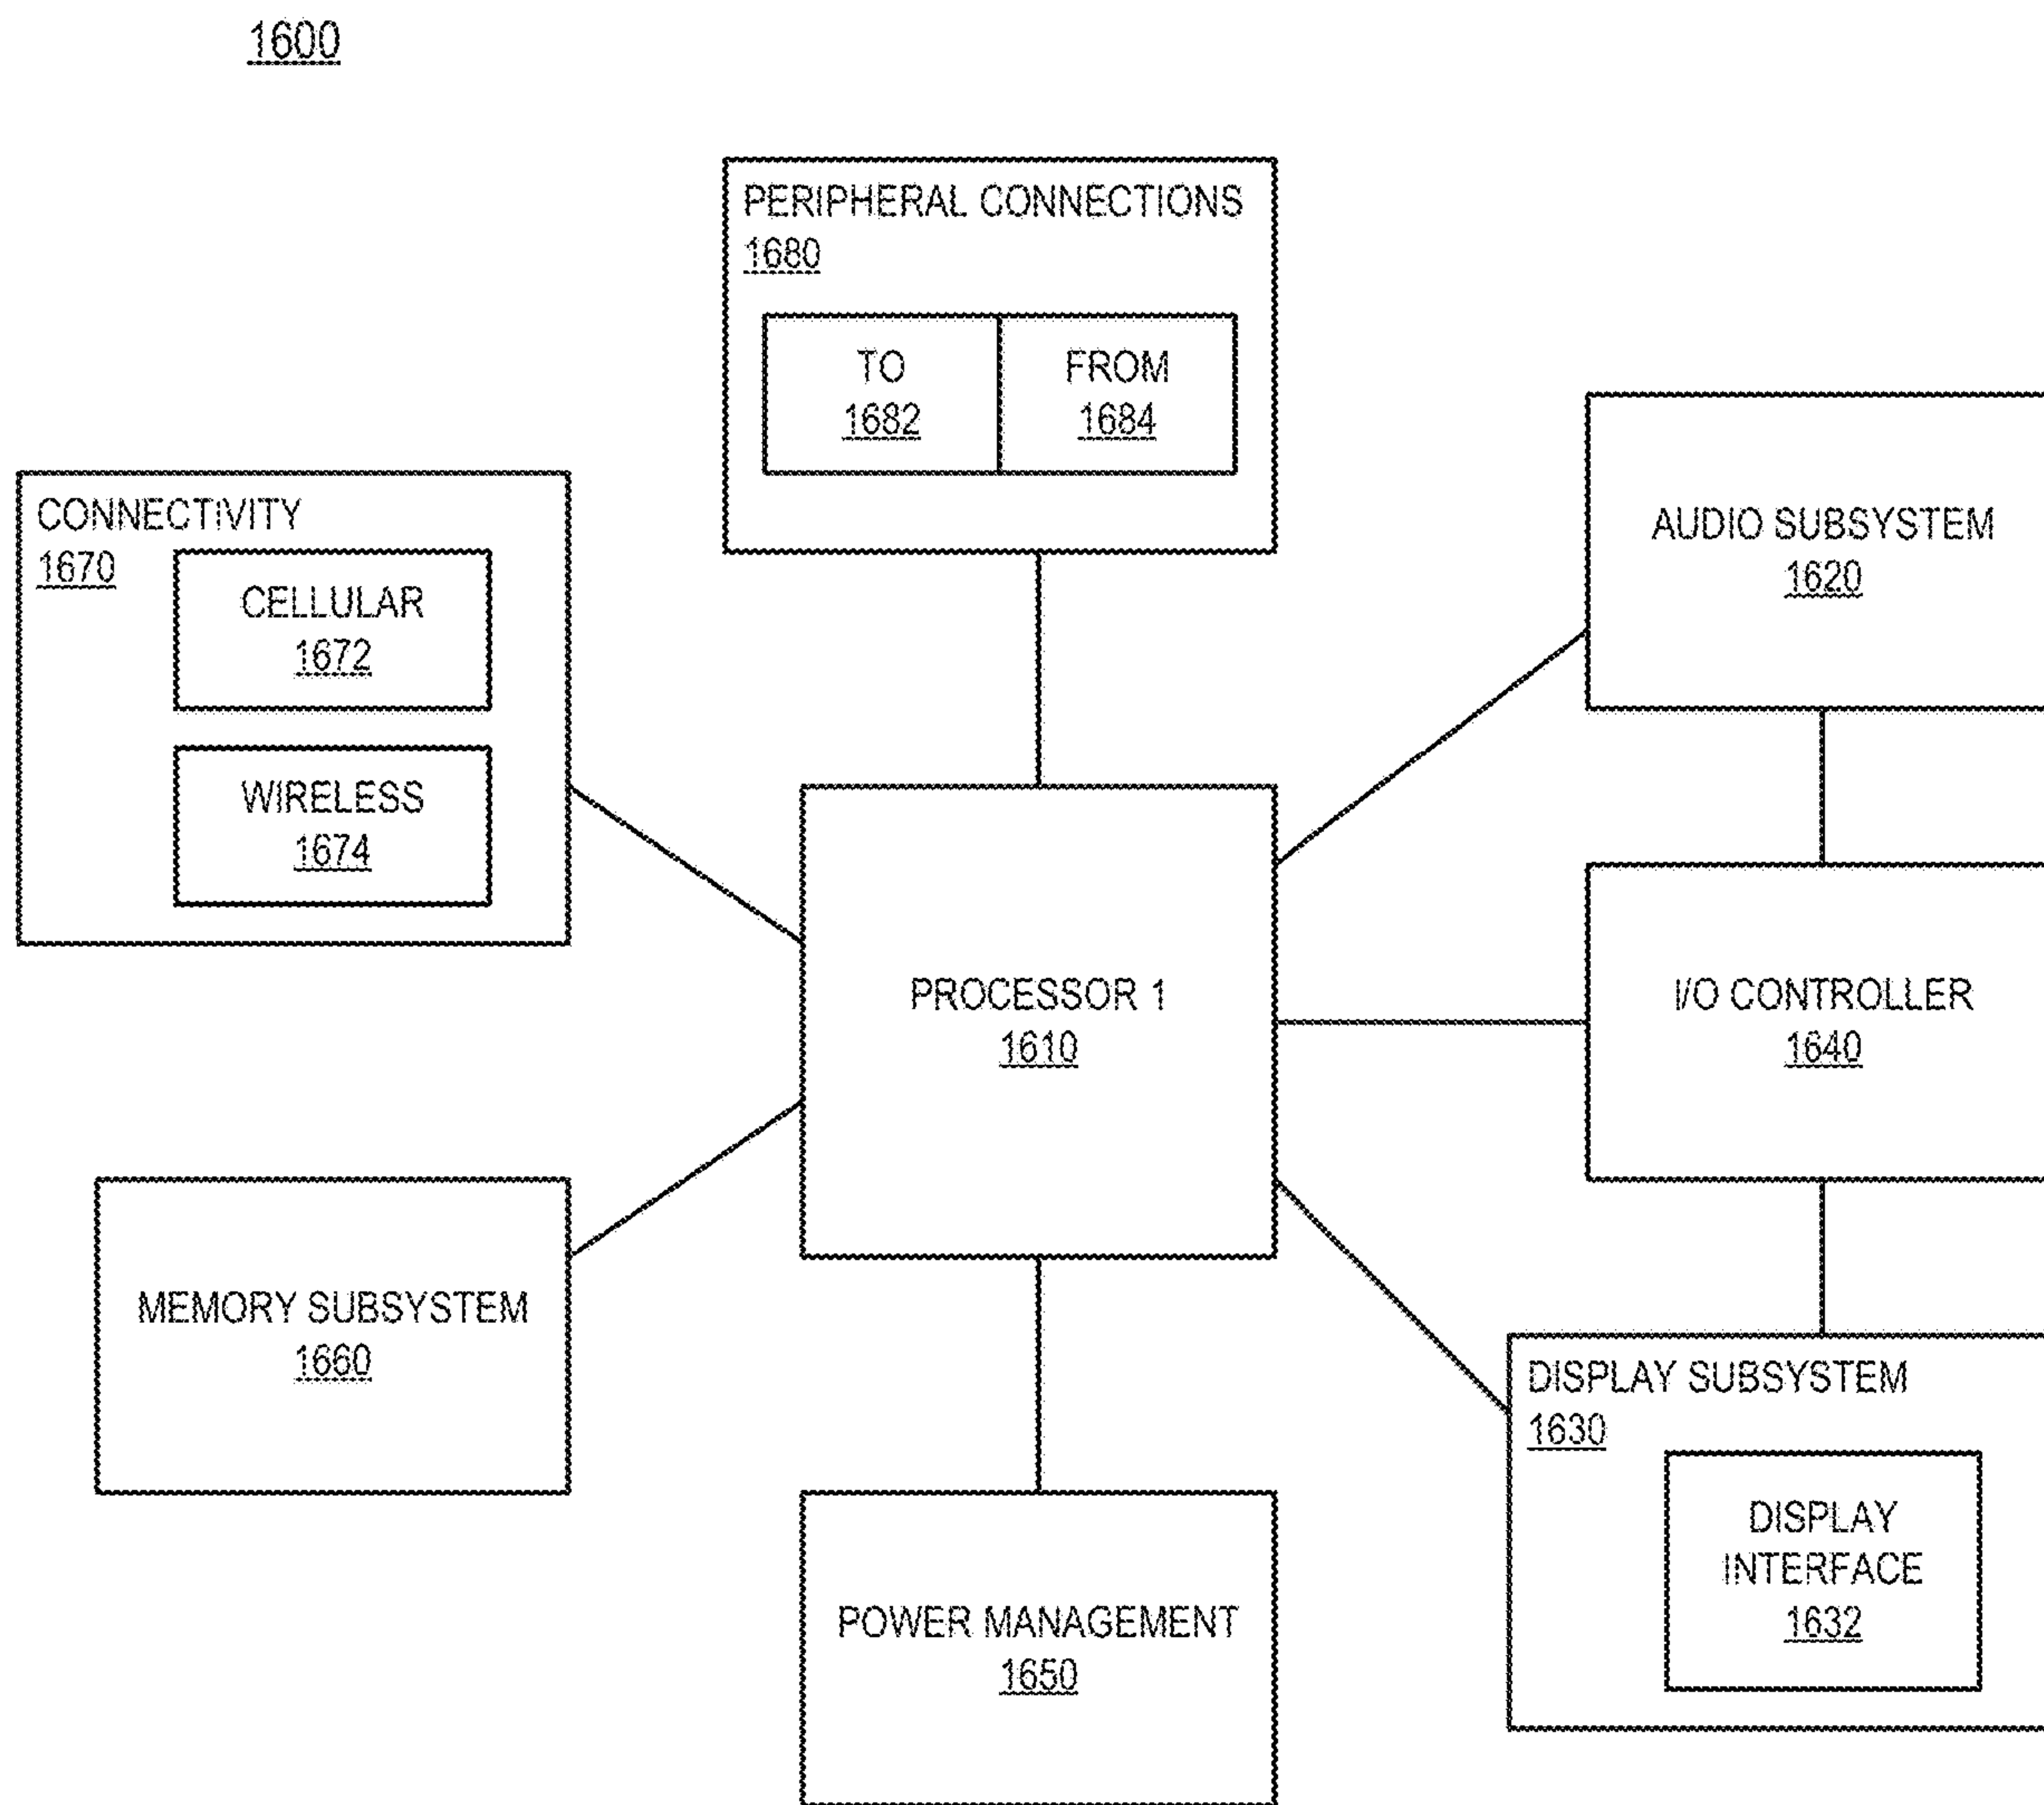 1600
PERIPHERAL CONNECTIONS
1680
TO
1682
FROM
1684
CONNECTIVITY
1670
CELLULAR
1672
WIRELESS
1674
AUDIO SUBSYSTEM
1620
PROCESSOR 1
1610
I/O CONTROLLER
1640
MEMORY SUBSYSTEM
1660
DISPLAY SUBSYSTEM
1630
DISPLAY
INTERFACE
1632
POWER MANAGEMENT
1650